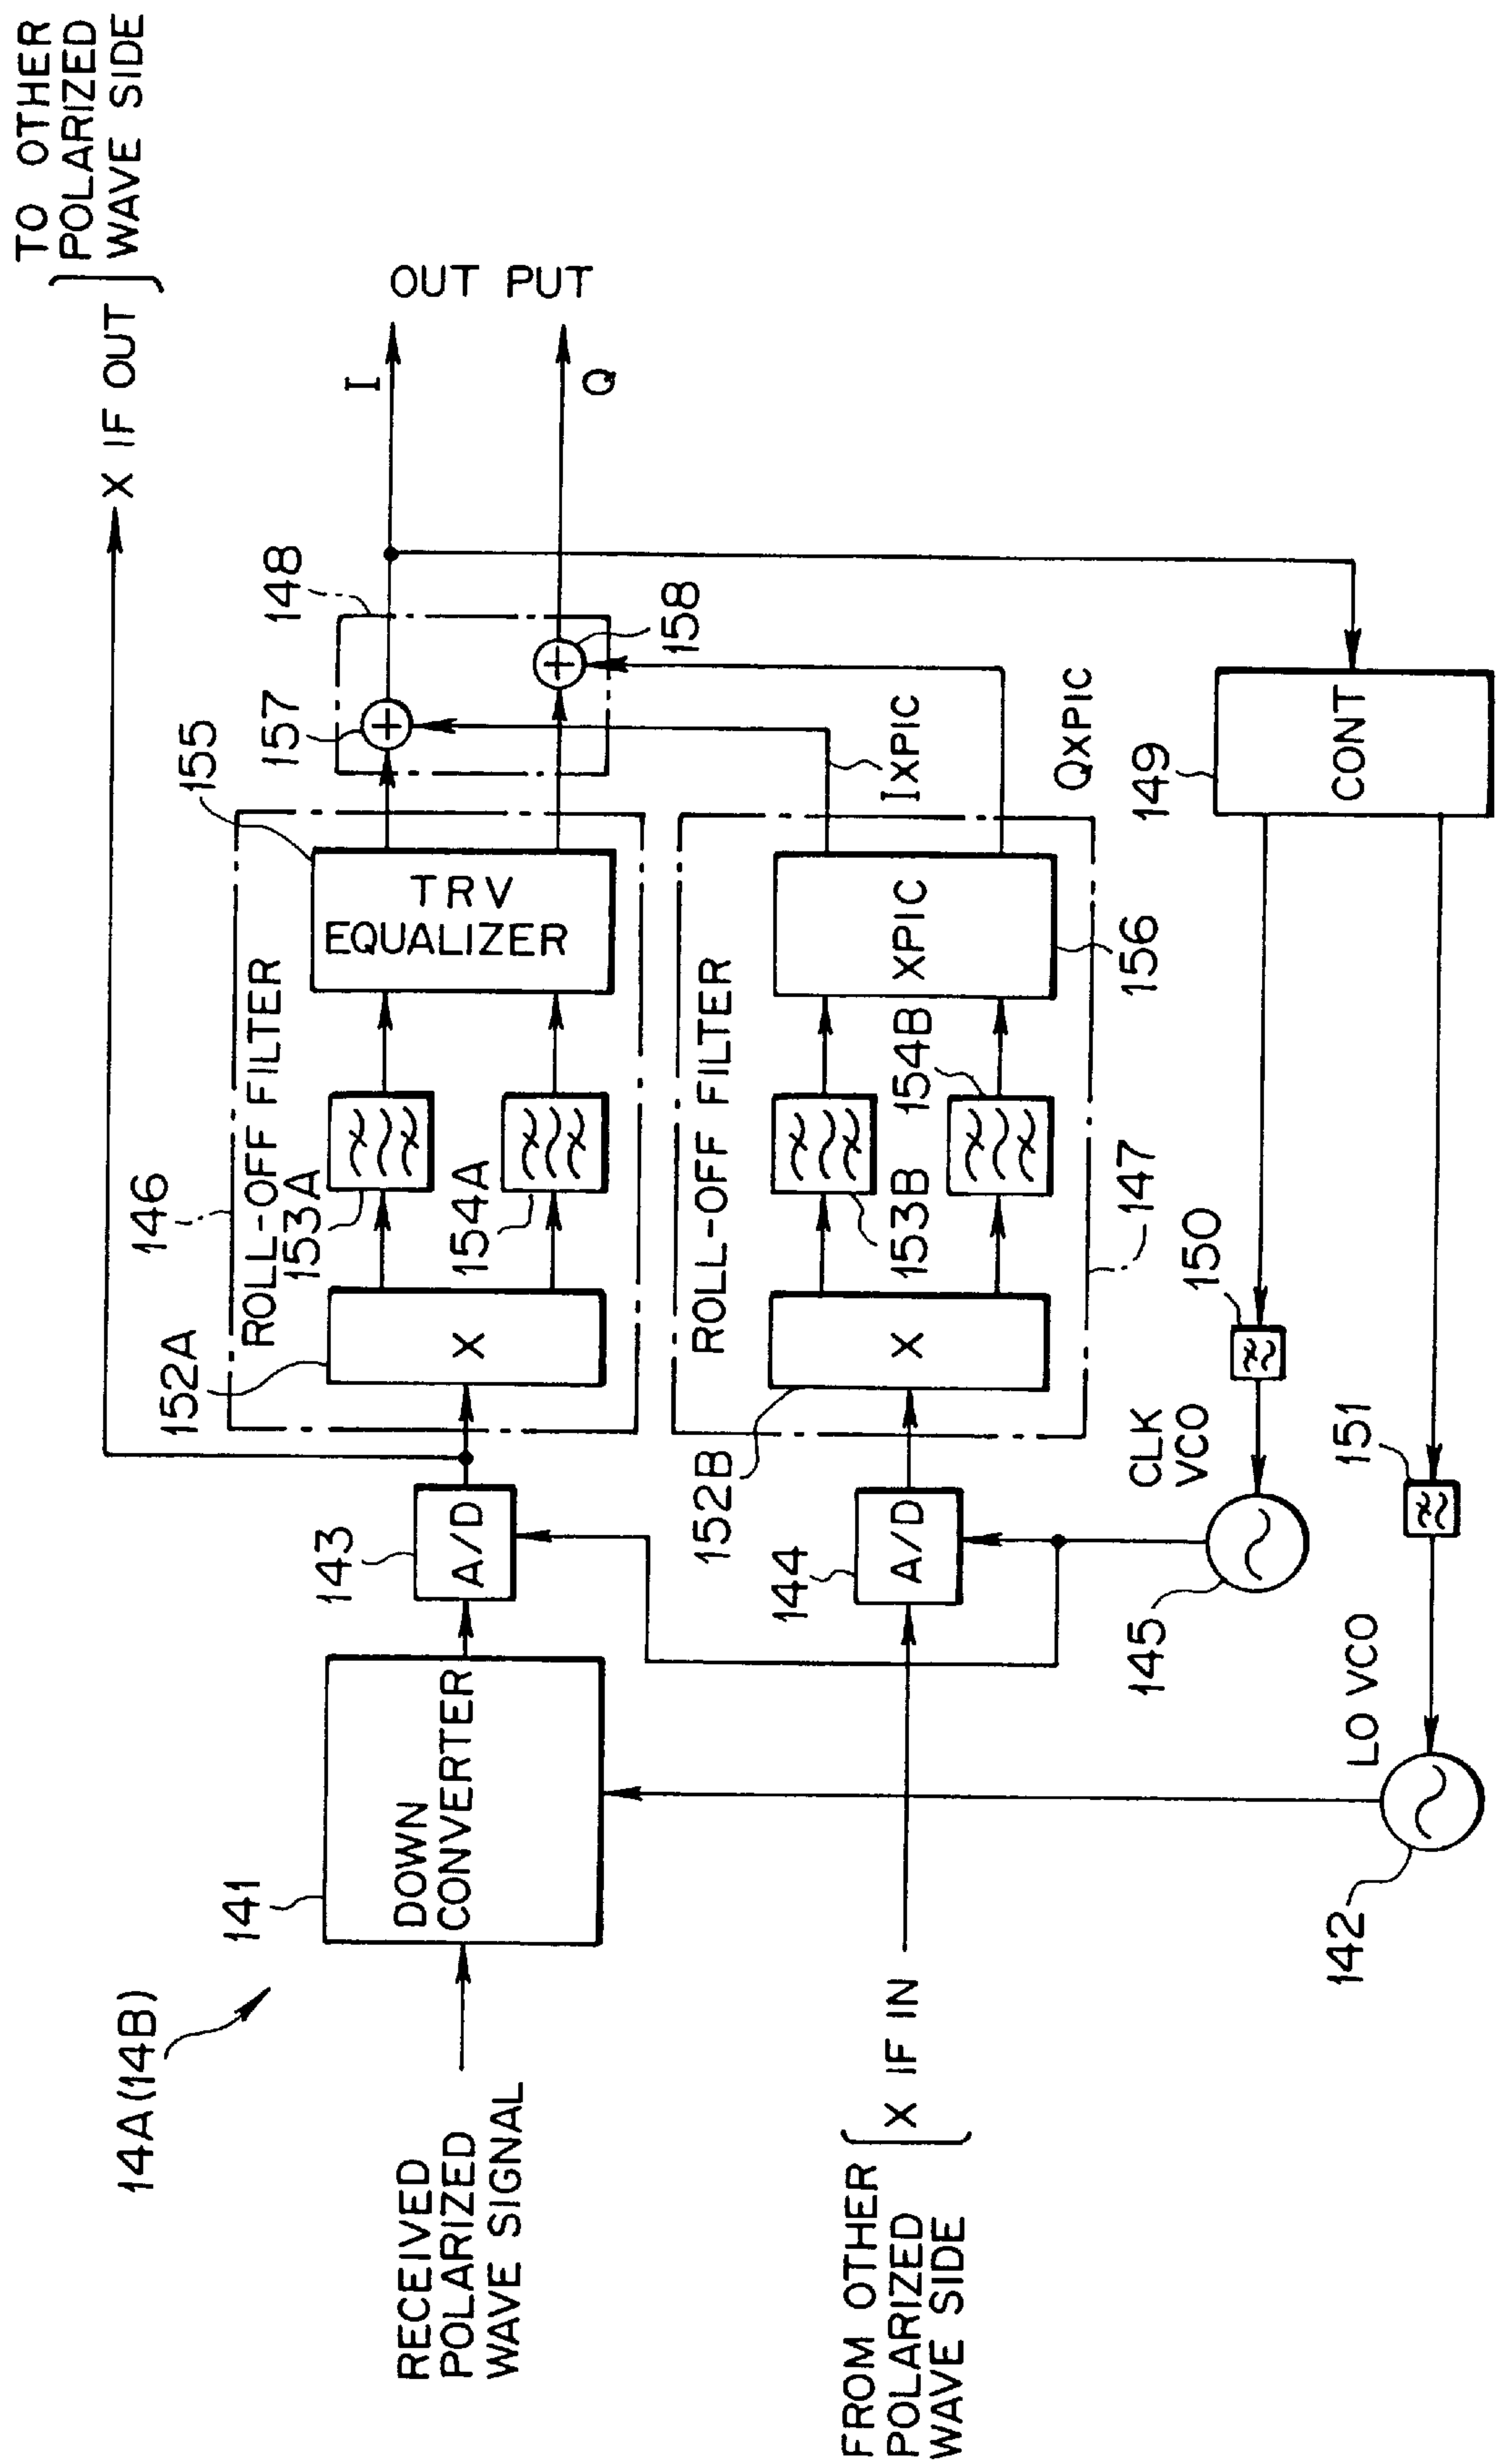 TO OTHER
POLARIZED
WAVE SIDE
X IF OUT
14A(14B)
141
DOWN
CONVERTER
RECEIVED
POLARIZED
WAVE SIGNAL
143
A/D
146
ROLL-OFF FILTER
152A
X
153A
154A
155
TRV
EQUALIZER
157
148
158
I
Q
OUT PUT
FROM OTHER
POLARIZED
WAVE SIDE
X IF IN
144
A/D
ROLL-OFF FILTER
152B
X
153B
154B
XPIC
156
147
IXPIC
QXPIC
149
CONT
150
CLK
VCO
145
151
LO VCO
142